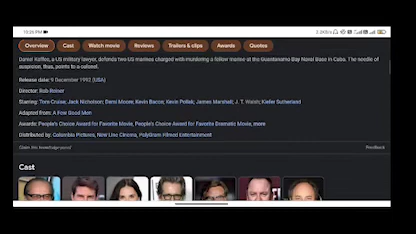 Overview Cast Watch movie Reviews Trailers & clips Awards Quotes
Daniel Kaffee, a US military lawyer, defends two US marines charged with murdering a fellow marine at the Guantanamo Bay Naval Base in Cuba. The needle of
suspicion, thus, points to a colonel.
Release date: 9 December 1992 (USA)
Director: Rob Reiner
Starring: Tom Cruise, Jack Nicholson, Demi Moore, Kevin Bacon, Kevin Pollak, James Marshall, J. T. Walsh, Kiefer Sutherland
Adapted from: A Few Good Men
Awards: People's Choice Award for Favorite Movie, People's Choice Award for Favorite Dramatic Movie, more
Distributed by: Columbia Pictures, New Line Cinema, PolyGram Filmed Entertainment
Claim this knowledge panel Feedback
Cast